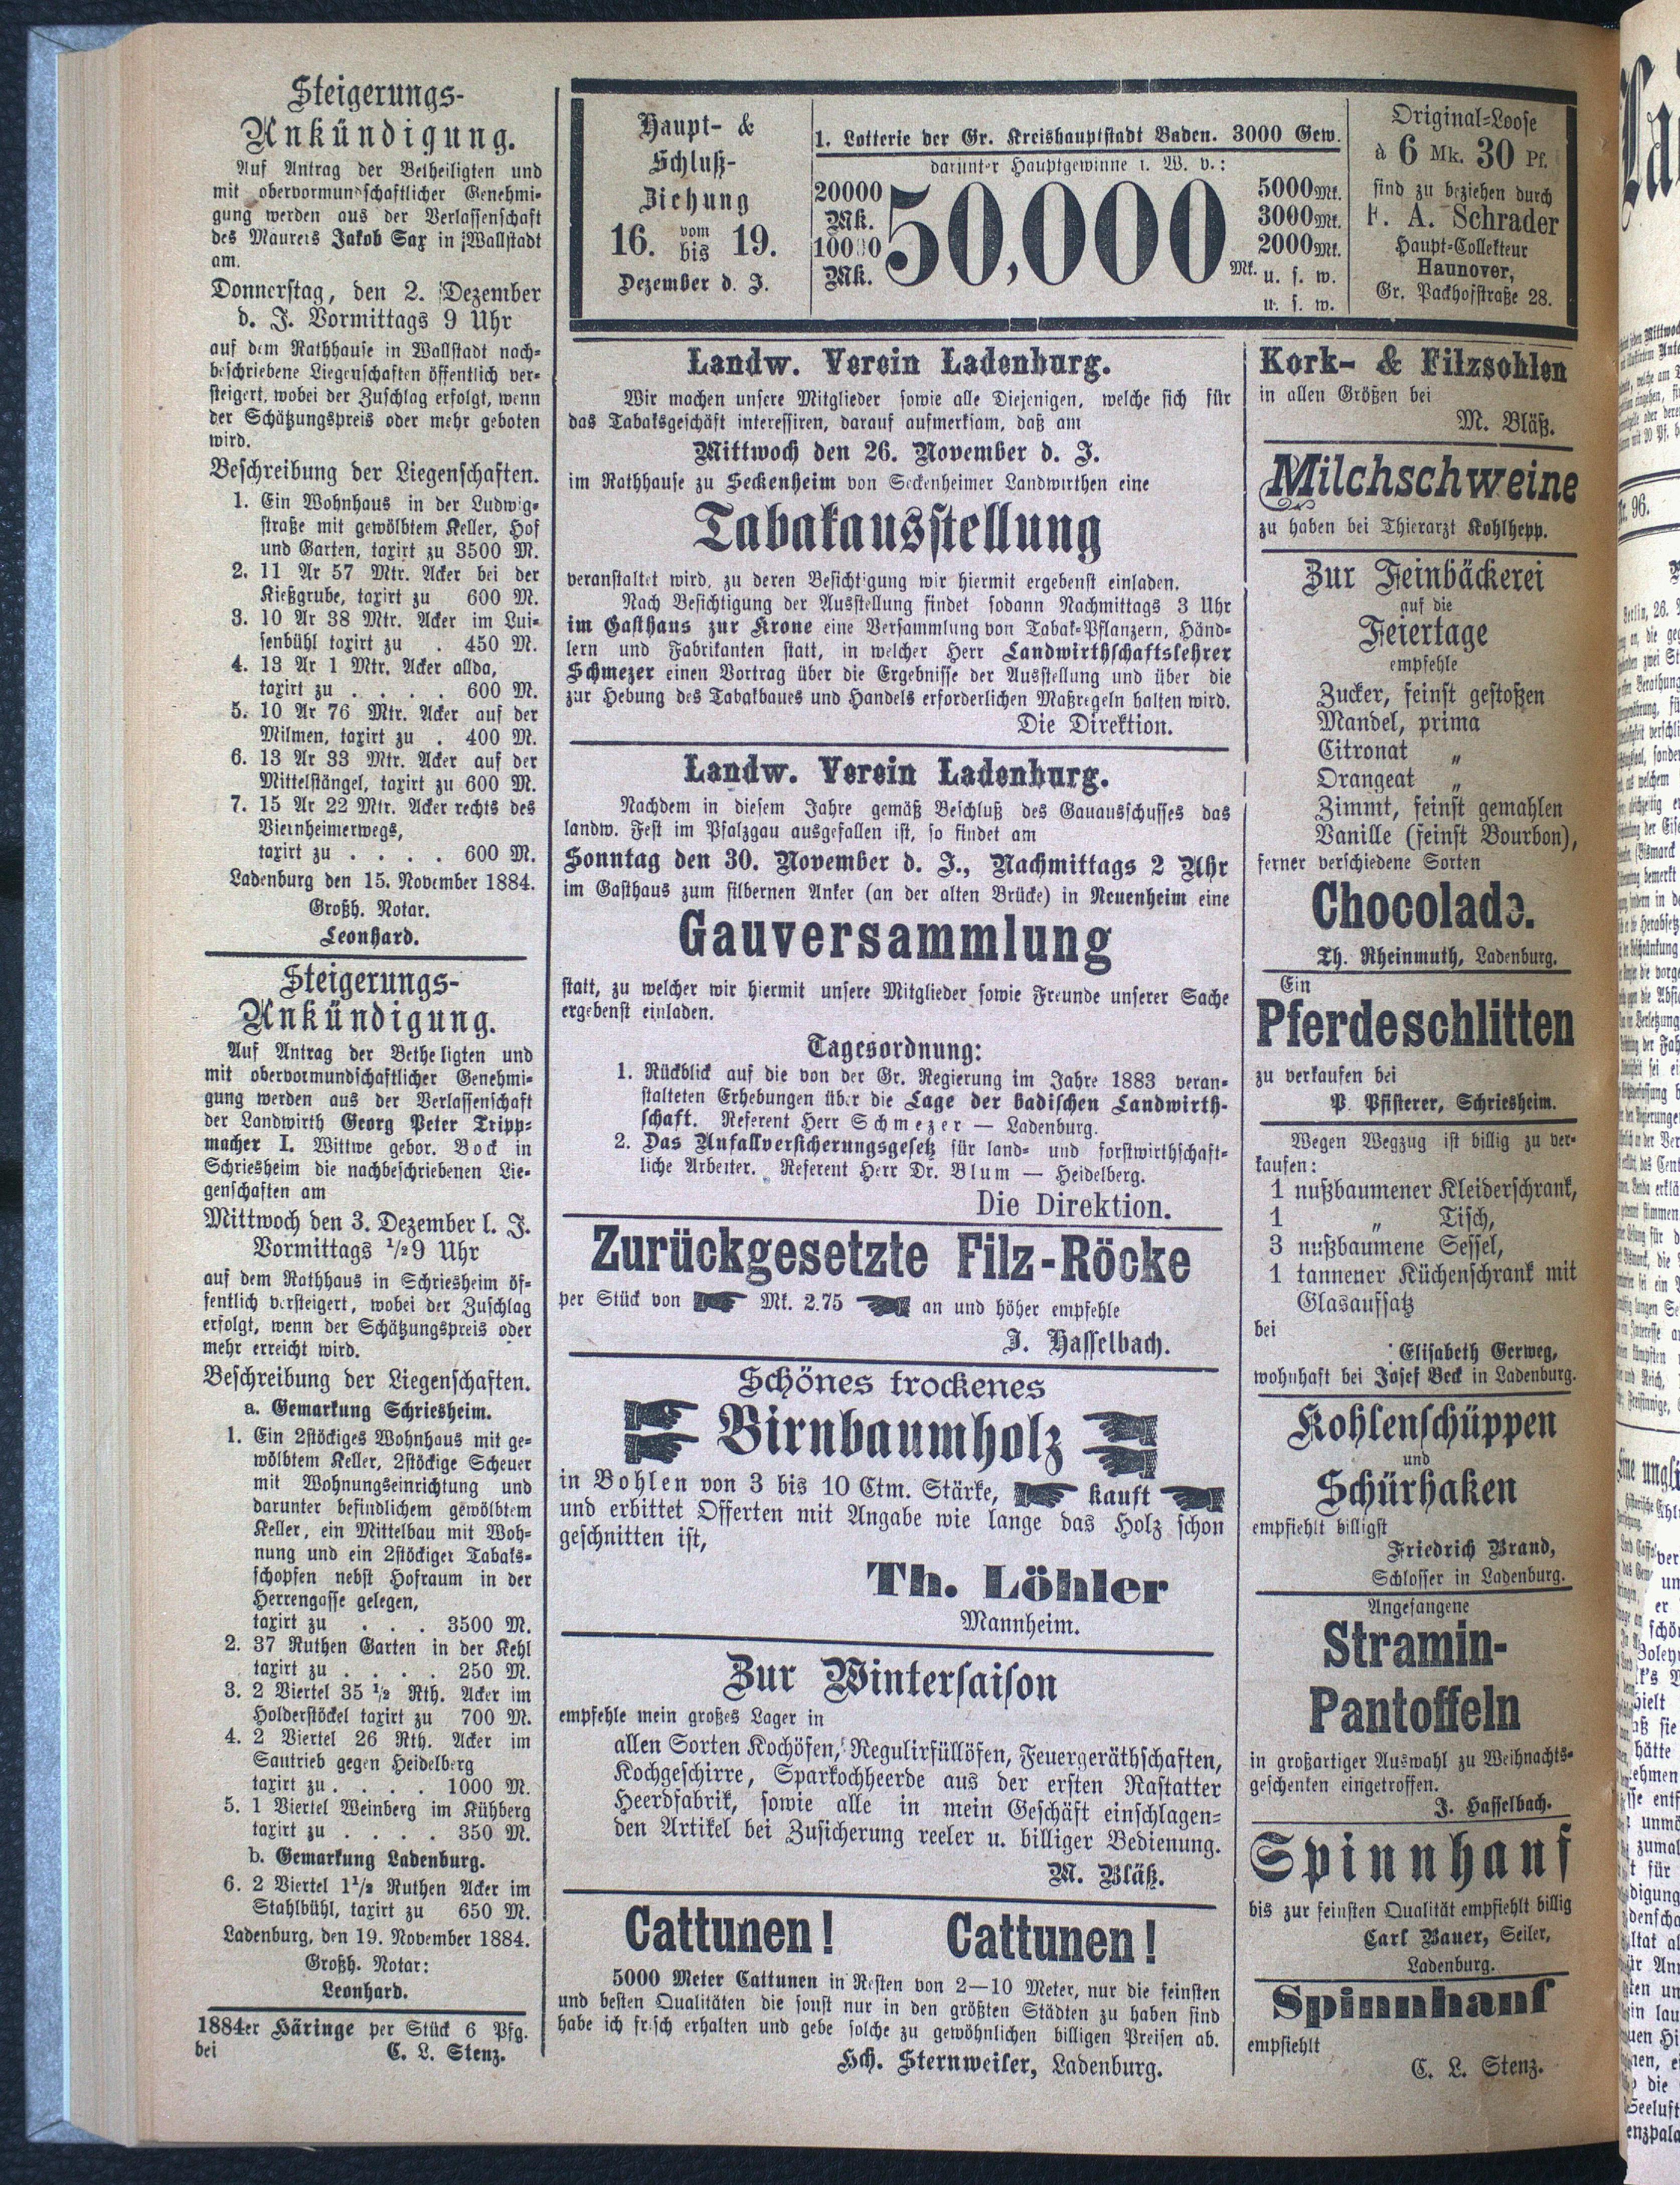 Steigerungs-
Ankündigung.
Auf Antrag der Betheiligten und
mit obervormundschaftlicher Genehmi-
gung werden aus der Verlassenschaft
des Maurers Jakob Sax in Wallstadt
am.
Donnerstag, den 2. Dezember
d. J. Vormittags 9 Uhr
auf dem Rathhause in Wallstadt nach-
beschriebene Liegenschaften öffentlich ver-
steigert, wobei der Zuschlag erfolgt, wenn
der Schätzungspreis oder mehr geboten
wird.
Beschreibung der Liegenschaften.
1. Ein Wohnhaus in der Ludwig-
straße mit gewölbtem Keller, Hof
und Garten, taxirt zu 3500 M.
2. 11 Ar 57 Mtr. Acker bei der
Kießgrube, taxirt zu 600 M.
3. 10 Ar 38 Mtr. Acker im Lui-
senbühl taxirt zu . 450 M.
4. 13 Ar 1 Mtr. Acker allda,
taxirt zu . . . . 600 M.
5. 10 Ar 76 Mtr. Acker auf der
Milmen, taxirt zu . 400 M.
6. 13 Ar 33 Mtr. Acker auf der
Mittelstängel, taxirt zu 600 M.
7. 15 Ar 22 Mtr. Acker rechts des
Viernheimerwegs,
taxirt zu . . . . 600 M.
Ladenburg den 15. November 1884.
Großh. Notar.
Leonhard.
Steigerungs-
Ankündigung.
Auf Antrag der Betheiligten und
mit obervormundschaftlicher Genehmi-
gung werden aus der Verlassenschaft
der Landwirth Georg Peter Tripp-
macher I. Wittwe gebor. Bock in
Schriesheim die nachbeschriebenen Lie-
genschaften am
Mittwoch den 3. Dezember l. J.
Vormittags 1/2 9 Uhr
auf dem Rathhaus in Schriesheim öf-
fentlich versteigert, wobei der Zuschlag
erfolgt, wenn der Schätzungspreis oder
mehr erreicht wird.
Beschreibung der Liegenschaften.
a. Gemarkung Schriesheim.
1. Ein 2stöckiges Wohnhaus mit ge-
wölbtem Keller, 2stöckige Scheuer
mit Wohnungseinrichtung und
darunter befindlichem gewölbtem
Keller, ein Mittelbau mit Woh-
nung und ein 2stöckiger Tabaks-
schopfen nebst Hofraum in der
Herrengasse gelegen,
taxirt zu . . . 3500 M.
2. 37 Ruthen Garten in der Kehl
taxirt zu . . . . 250 M.
3. 2 Viertel 35 1/2 Rth. Acker im
Holderstöckel taxirt zu 700 M.
4. 2 Viertel 26 Rth. Acker im
Sautrieb gegen Heidelberg
taxirt zu . . . . 1000 M.
5. 1 Viertel Weinberg im Kühberg
taxirt zu . . . . 350 M.
b. Gemarkung Ladenburg.
6. 2 Viertel 1 1/2 Ruthen Acker im
Stahlbühl, taxirt zu 650 M.
Ladenburg, den 19. November 1884.
Großh. Notar:
Leonhard.
1884er Häringe per Stück 6 Pfg.
bei C. L. Stenz.
Haupt- &
Schluß-
Ziehung
16. vom bis 19.
Dezember d. J.
1. Lotterie der Gr. Kreishauptstadt Baden. 3000 Gew.
darunter Hauptgewinne i. W. v.:
20000
Mk.
10000
Mk.
50,000
Mk.
5000 Mk.
3000 Mk.
2000 Mk.
u. s. w.
u. s. w.
Original-Loose
à 6 Mk. 30 Pf.
sind zu beziehen durch
F. A. Schrader
Haupt-Collekteur
Hannover,
Gr. Packhofstraße 28.
Landw. Verein Ladenburg.
Wir machen unsere Mitglieder sowie alle Diejenigen, welche sich für
das Tabaksgeschäft interessiren, darauf aufmerksam, daß am
Mittwoch den 26. November d. J.
im Rathhause zu Seckenheim von Seckenheimer Landwirthen eine
Tabakausstellung
veranstaltet wird, zu deren Besichtigung wir hiermit ergebenst einladen.
Nach Besichtigung der Ausstellung findet sodann Nachmittags 3 Uhr
im Gasthaus zur Krone eine Versammlung von Tabak-Pflanzern, Händ-
lern und Fabrikanten statt, in welcher Herr Landwirthschaftslehrer
Schmezer einen Vortrag über die Ergebnisse der Ausstellung und über die
zur Hebung des Tabakbaues und Handels erforderlichen Maßregeln halten wird.
Die Direktion.
Landw. Verein Ladenburg.
Nachdem in diesem Jahre gemäß Beschluß des Gauausschusses das
landw. Fest im Pfalzgau ausgefallen ist, so findet am
Sonntag den 30. November d. J., Nachmittags 2 Uhr
im Gasthaus zum silbernen Anker (an der alten Brücke) in Neuenheim eine
Gauversammlung
statt, zu welcher wir hiermit unsere Mitglieder sowie Freunde unserer Sache
ergebenst einladen.
Tagesordnung:
1. Rückblick auf die von der Gr. Regierung im Jahre 1883 veran-
stalteten Erhebungen über die Lage der badischen Landwirth-
schaft. Referent Herr Schmezer — Ladenburg.
2. Das Unfallversicherungsgesetz für land- und forstwirthschaft-
liche Arbeiter. Referent Herr Dr. Blum — Heidelberg.
Die Direktion.
Zurückgesetzte Filz-Röcke
per Stück von Mk. 2.75 an und höher empfehle
J. Hasselbach.
Schönes trockenes
Birnbaumholz
in Bohlen von 3 bis 10 Ctm. Stärke, kauft
und erbittet Offerten mit Angabe wie lange das Holz schon
geschnitten ist,
Th. Löhler
Mannheim.
Zur Wintersaison
empfehle mein großes Lager in
allen Sorten Kochöfen, Regulirfüllöfen, Feuergeräthschaften,
Kochgeschirre, Sparkochheerde aus der ersten Rastatter
Heerdfabrik, sowie alle in mein Geschäft einschlagen-
den Artikel bei Zusicherung reeler u. billiger Bedienung.
M. Bläß.
Cattunen! Cattunen!
5000 Meter Cattunen in Resten von 2—10 Meter, nur die feinsten
und besten Qualitäten die sonst nur in den größten Städten zu haben sind
habe ich frisch erhalten und gebe solche zu gewöhnlichen billigen Preisen ab.
Hch. Sternweiler, Ladenburg.
Kork- & Filzsohlen
in allen Größen bei
M. Bläß.
Milchschweine
zu haben bei Thierarzt Kohlhepp.
Zur Feinbäckerei
auf die
Feiertage
empfehle
Zucker, feinst gestoßen
Mandel, prima
Citronat „
Orangeat „
Zimmt, feinst gemahlen
Vanille (feinst Bourbon),
ferner verschiedene Sorten
Chocolade.
Th. Rheinmuth, Ladenburg.
Ein
Pferdeschlitten
zu verkaufen bei
P. Pfisterer, Schriesheim.
Wegen Wegzug ist billig zu ver-
kaufen:
1 nußbaumener Kleiderschrank,
1 „ Tisch,
3 nußbaumene Sessel,
1 tannener Küchenschrank mit
Glasaufsatz
bei
Elisabeth Gerweg,
wohnhaft bei Josef Beck in Ladenburg.
Kohlenschüppen
und
Schürhaken
empfiehlt billigst
Friedrich Brand,
Schlosser in Ladenburg.
Angefangene
Stramin-
Pantoffeln
in großartiger Auswahl zu Weihnachts-
geschenken eingetroffen.
J. Hasselbach.
Spinnhanf
bis zur feinsten Qualität empfiehlt billig
Carl Bauer, Seiler,
Ladenburg.
Spinnhanf
empfiehlt
C. L. Stenz.